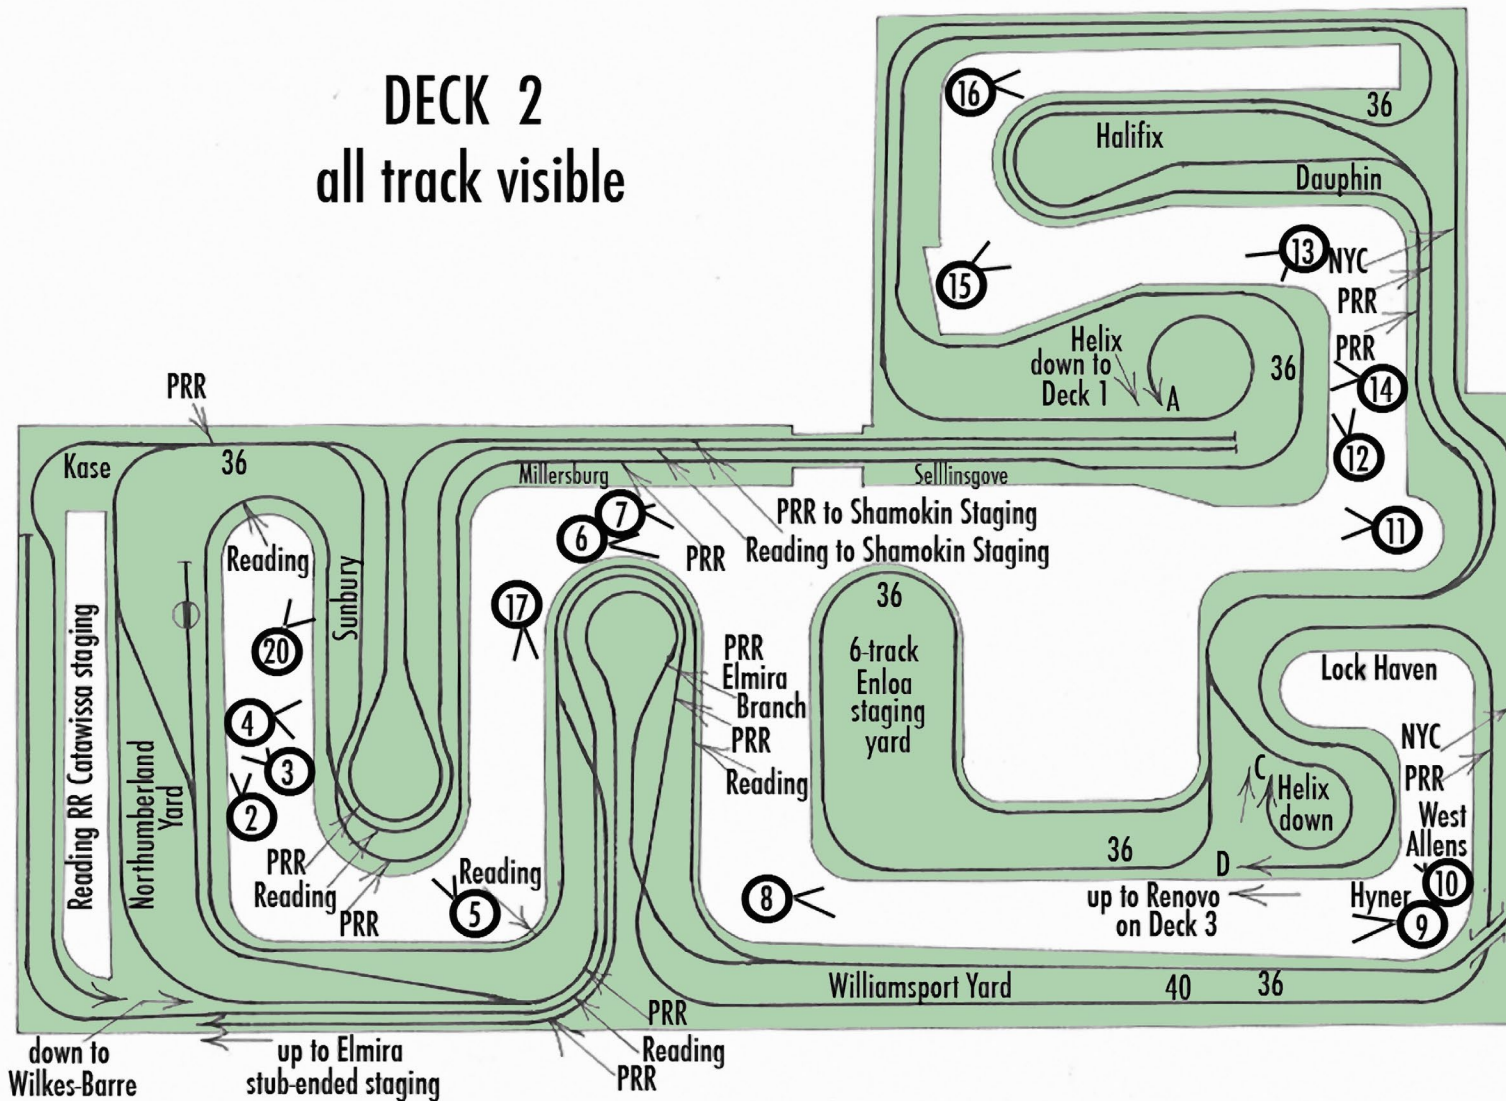 DECK 2
all track visible
16
36
Halifix
Dauphin
13
NYC
15
PRR
Helix
down to
Deck 1
A
36
PRR
14
12
PRR
Kase
36
Millersburg
Selllinsgove
7
6
PRR
PRR to Shamokin Staging
Reading to Shamokin Staging
11
Reading
Sunbury
17
36
20
Reading RR Catawissa staging
Northumberland
Yard
4
3
2
PRR
Elmira
Branch
PRR
Reading
6-track
Enloa
staging
yard
Lock Haven
NYC
PRR
West
Allens
C
Helix
down
36
D
PRR
Reading
PRR
Reading
5
8
up to Renovo
on Deck 3
Hyner
10
9
Williamsport Yard
40
36
PRR
Reading
PRR
down to
Wilkes-Barre
up to Elmira
stub-ended staging